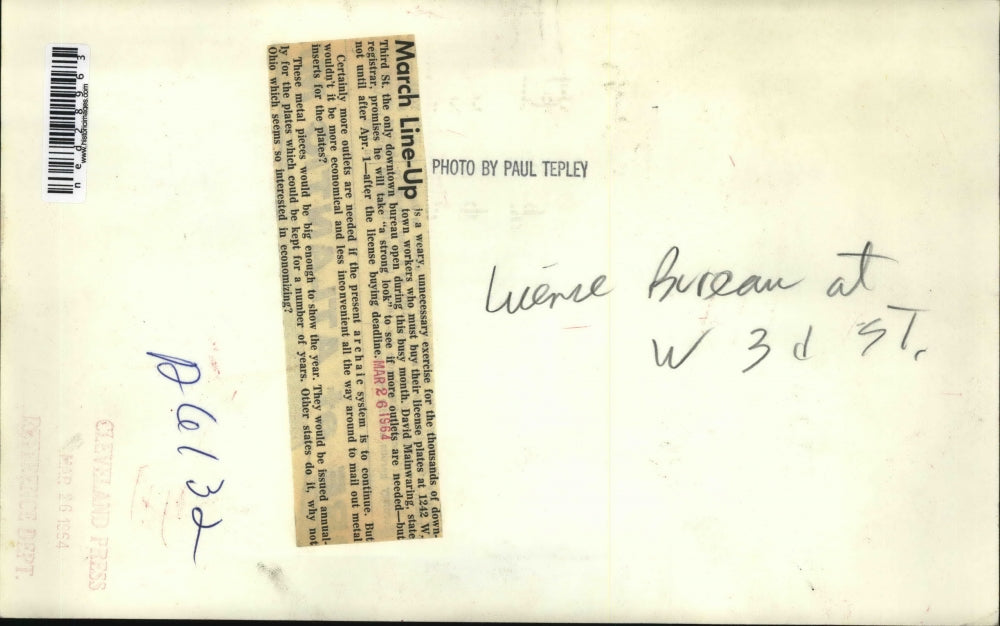 March Line-Up is a weary, unnecessary exercise for the thousands of down-
town workers who must buy their license plates at 1242 W.
Third St. the only downtown bureau open during this busy month. David Mainwaring, state
registrar, promises he will take "a strong look" to see if more outlets are needed—but
not until after Apr. 1—after the license buying deadline.
MAR 26 1964
Certainly more outlets are needed if the present archaic system is to continue. But
wouldn't it be more economical and less inconvenient all the way around to mail out metal
inserts for the plates?
These metal pieces would be big enough to show the year. They would be issued annual-
ly for the plates which could be kept for a number of years. Other states do it, why not
Ohio which seems so interested in economizing?
PHOTO BY PAUL TEPLEY
License Bureau at
W 3d ST.
D6132
www.historicimages.com
ned28963
CLEVELAND PRESS
MAR 26 1964
REFERENCE DEPT.